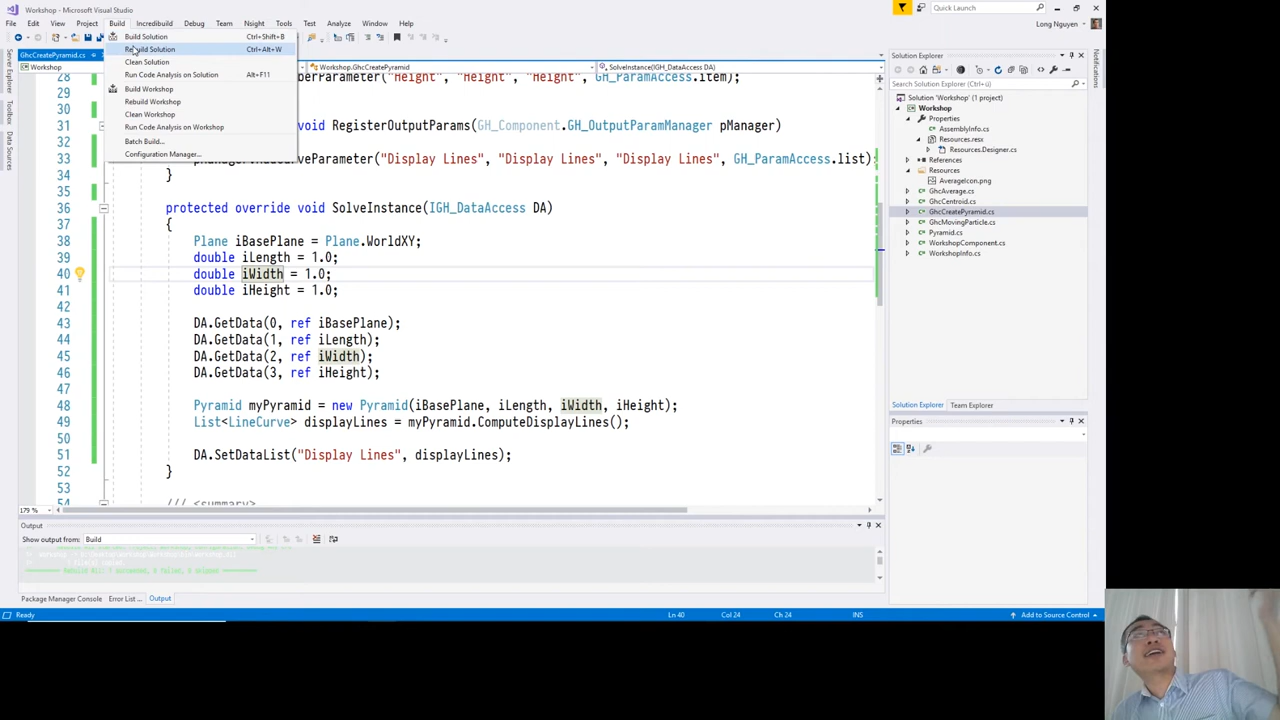 Workshop - Microsoft Visual Studio
Quick Launch (Ctrl+Q)
File Edit View Project Build Incredibuild Debug Team Nsight Tools Test Analyze Window Help
Long Nguyen
Build Solution Ctrl+Shift+B
Rebuild Solution Ctrl+Alt+W
Clean Solution
Run Code Analysis on Solution Alt+F11
Build Workshop
Rebuild Workshop
Clean Workshop
Run Code Analysis on Workshop
Batch Build...
Configuration Manager...
Server Explorer
Toolbox
Data Sources
GhcCreatePyramid.cs
Workshop
Workshop.GhcCreatePyramid
SolveInstance(IGH_DataAccess DA)
28 "Height", "Height", "Height", GH_ParamAccess.item);
29
30
31 void RegisterOutputParams(GH_Component.GH_OutputParamManager pManager)
32
33 ("Display Lines", "Display Lines", "Display Lines", GH_ParamAccess.list);
34 }
35
36 protected override void SolveInstance(IGH_DataAccess DA)
37 {
38 Plane iBasePlane = Plane.WorldXY;
39 double iLength = 1.0;
40 double iWidth = 1.0;
41 double iHeight = 1.0;
42
43 DA.GetData(0, ref iBasePlane);
44 DA.GetData(1, ref iLength);
45 DA.GetData(2, ref iWidth);
46 DA.GetData(3, ref iHeight);
47
48 Pyramid myPyramid = new Pyramid(iBasePlane, iLength, iWidth, iHeight);
49 List<LineCurve> displayLines = myPyramid.ComputeDisplayLines();
50
51 DA.SetDataList("Display Lines", displayLines);
52 }
53
54 /// <summary>
179 %
Output
Show output from: Build
Package Manager Console Error List ... Output
Ready
Ln 40 Col 24 Ch 24 INS
Add to Source Control
Solution Explorer
Search Solution Explorer
Solution 'Workshop' (1 project)
Workshop
Properties
AssemblyInfo.cs
Resources.resx
Resources.Designer.cs
References
Resources
AverageIcon.png
GhcAverage.cs
GhcCentroid.cs
GhcCreatePyramid.cs
GhcMovingParticle.cs
Pyramid.cs
WorkshopComponent.cs
WorkshopInfo.cs
Solution Explorer Team Explorer
Properties
Notifications